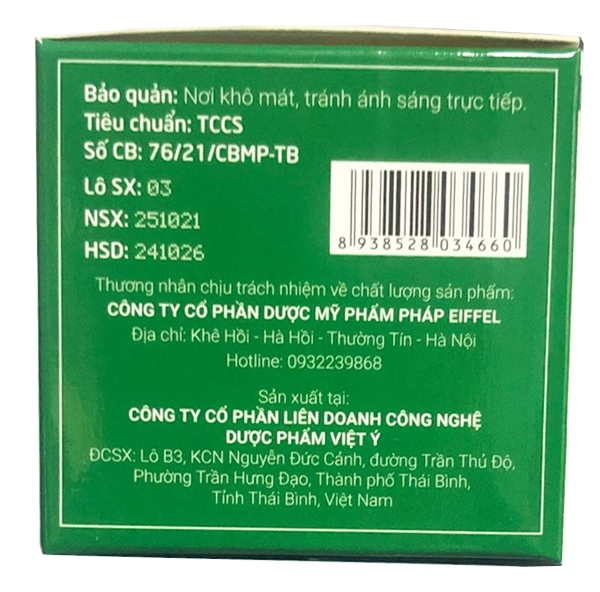 Bảo quản: Nơi khô mát, tránh ánh sáng trực tiếp.
Tiêu chuẩn: TCCS
Số CB: 76/21/CBMP-TB
Lô SX: 03
NSX: 251021
HSD: 241026
8 938528 034660
Thương nhân chịu trách nhiệm về chất lượng sản phẩm:
CÔNG TY CỔ PHẦN DƯỢC MỸ PHẨM PHÁP EIFFEL
Địa chỉ: Khê Hồi - Hà Hồi - Thường Tín - Hà Nội
Hotline: 0932239868
Sản xuất tại:
CÔNG TY CỔ PHẦN LIÊN DOANH CÔNG NGHỆ
DƯỢC PHẨM VIỆT Ý
ĐCSX: Lô B3, KCN Nguyễn Đức Cảnh, đường Trần Thủ Độ,
Phường Trần Hưng Đạo, Thành phố Thái Bình,
Tỉnh Thái Bình, Việt Nam